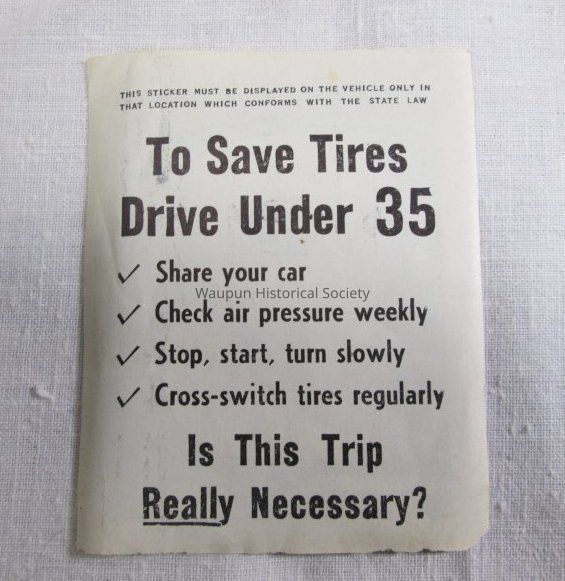 THIS STICKER MUST BE DISPLAYED ON THE VEHICLE ONLY IN
THAT LOCATION WHICH CONFORMS WITH THE STATE LAW
To Save Tires
Drive Under 35
✓ Share your car
Waupun Historical Society
✓ Check air pressure weekly
✓ Stop, start, turn slowly
✓ Cross-switch tires regularly
Is This Trip
Really Necessary?